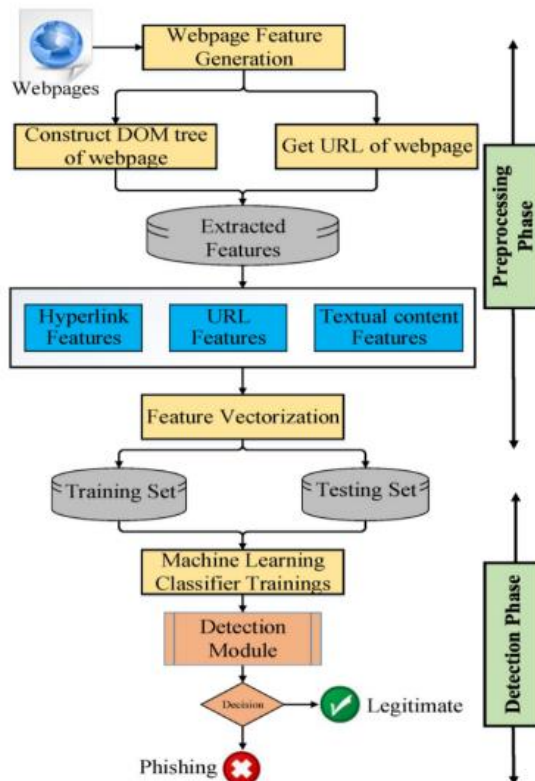 Webpage Feature
Generation
Webpages
Construct DOM tree
of webpage
Get URL of webpage
Extracted
Features
Hyperlink
Features
URL
Features
Textual content
Features
Feature Vectorization
Training Set
Testing Set
Machine Learning
Classifier Trainings
Detection
Module
Decision
Legitimate
Phishing
Preprocessing
Phase
Detection Phase